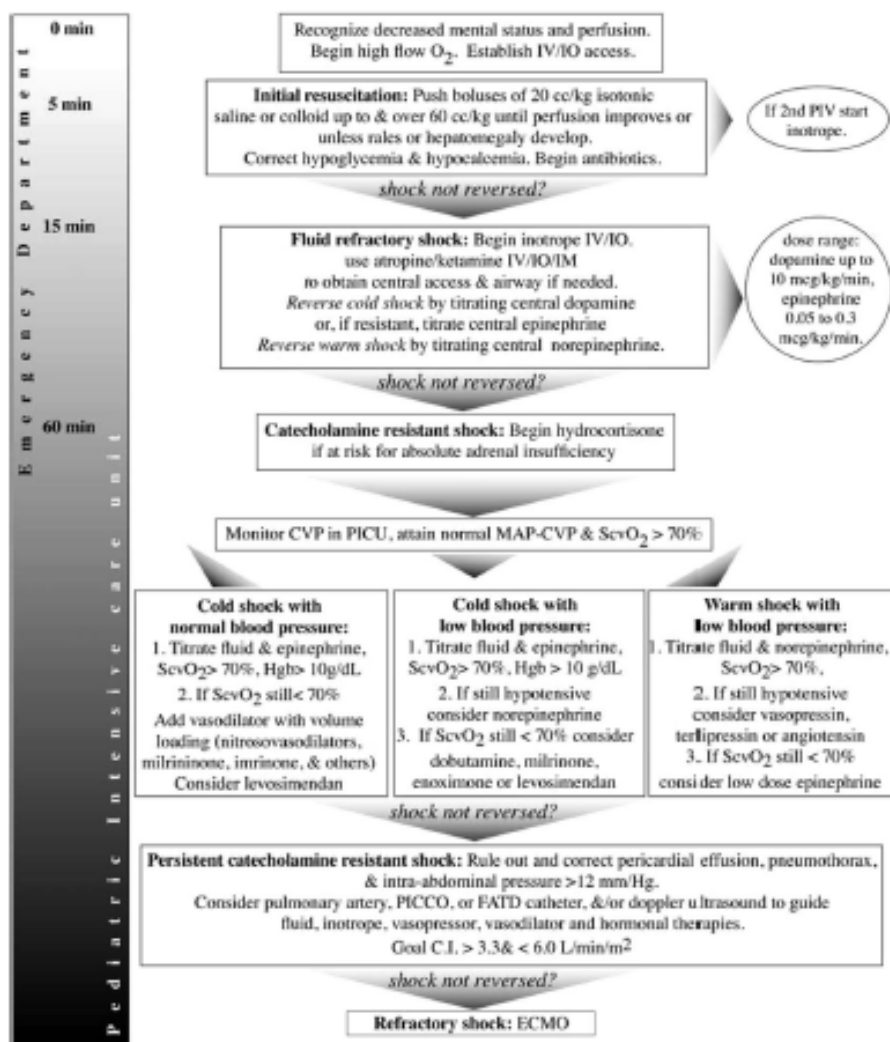 0 min
Recognize decreased mental status and perfusion.
Begin high flow O2. Establish IV/IO access.
5 min
Initial resuscitation: Push boluses of 20 cc/kg isotonic
saline or colloid up to & over 60 cc/kg until perfusion improves or
unless rales or hepatomegaly develop.
Correct hypoglycemia & hypocalcemia. Begin antibiotics.
If 2nd PIV start
inotrope.
shock not reversed?
15 min
Fluid refractory shock: Begin inotrope IV/IO.
use atropine/ketamine IV/IO/IM
to obtain central access & airway if needed.
Reverse cold shock by titrating central dopamine
or, if resistant, titrate central epinephrine
Reverse warm shock by titrating central norepinephrine.
dose range:
dopamine up to
10 mcg/kg/min,
epinephrine
0.05 to 0.3
mcg/kg/min.
shock not reversed?
60 min
Catecholamine resistant shock: Begin hydrocortisone
if at risk for absolute adrenal insufficiency
Monitor CVP in PICU, attain normal MAP-CVP & ScvO2 > 70%
Cold shock with
normal blood pressure:
1. Titrate fluid & epinephrine,
ScvO2> 70%, Hgb> 10g/dL
2. If ScvO2 still< 70%
Add vasodilator with volume
loading (nitrosovasodilators,
milrininone, imrinone, & others)
Consider levosimendan
Cold shock with
low blood pressure:
1. Titrate fluid & epinephrine,
ScvO2> 70%, Hgb > 10 g/dL
2. If still hypotensive
consider norepinephrine
3. If ScvO2 still < 70% consider
dobutamine, milrinone,
enoximone or levosimendan
Warm shock with
low blood pressure:
1. Titrate fluid & norepinephrine,
ScvO2> 70%,
2. If still hypotensive
consider vasopressin,
terlipressin or angiotensin
3. If ScvO2 still < 70%
consider low dose epinephrine
shock not reversed?
Persistent catecholamine resistant shock: Rule out and correct pericardial effusion, pneumothorax,
& intra-abdominal pressure >12 mm/Hg.
Consider pulmonary artery, PICCO, or FATD catheter, &/or doppler ultrasound to guide
fluid, inotrope, vasopressor, vasodilator and hormonal therapies.
Goal C.I. > 3.3& < 6.0 L/min/m2
shock not reversed?
Refractory shock: ECMO
Emergency Department
Pediatric Intensive care unit